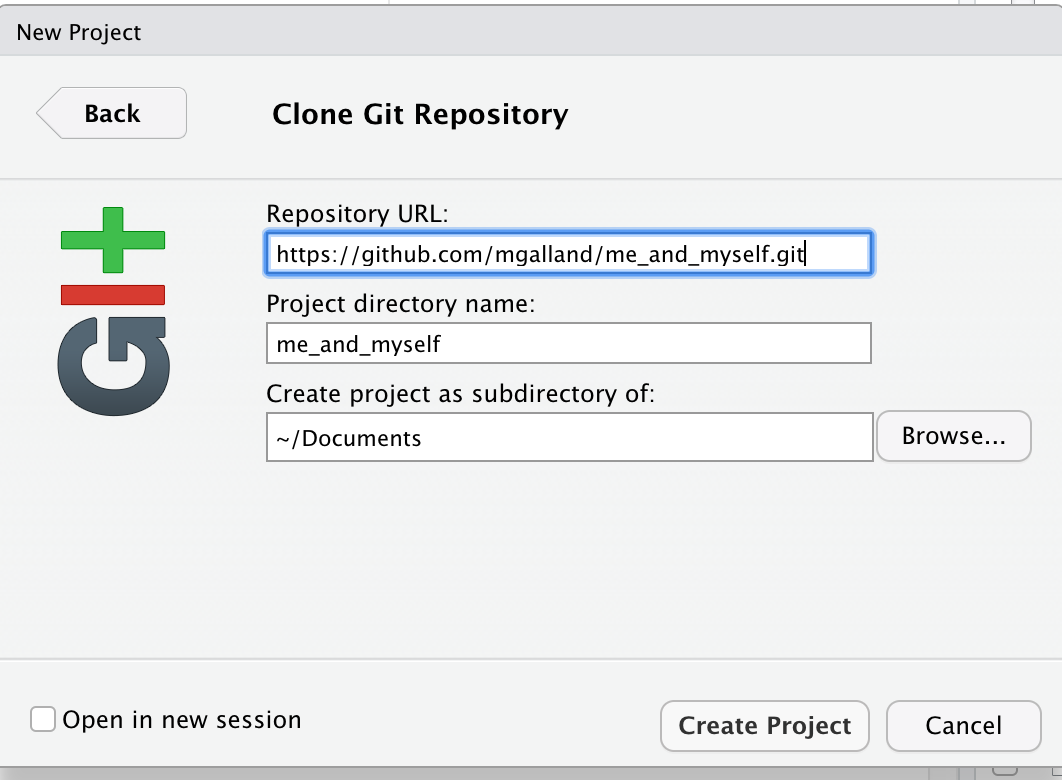 New Project
Back
Clone Git Repository
GIT
Repository URL:
https://github.com/mgalland/me_and_myself.git
Project directory name:
me_and_myself
Create project as subdirectory of:
~/Documents
Browse...
Open in new session
Create Project
Cancel